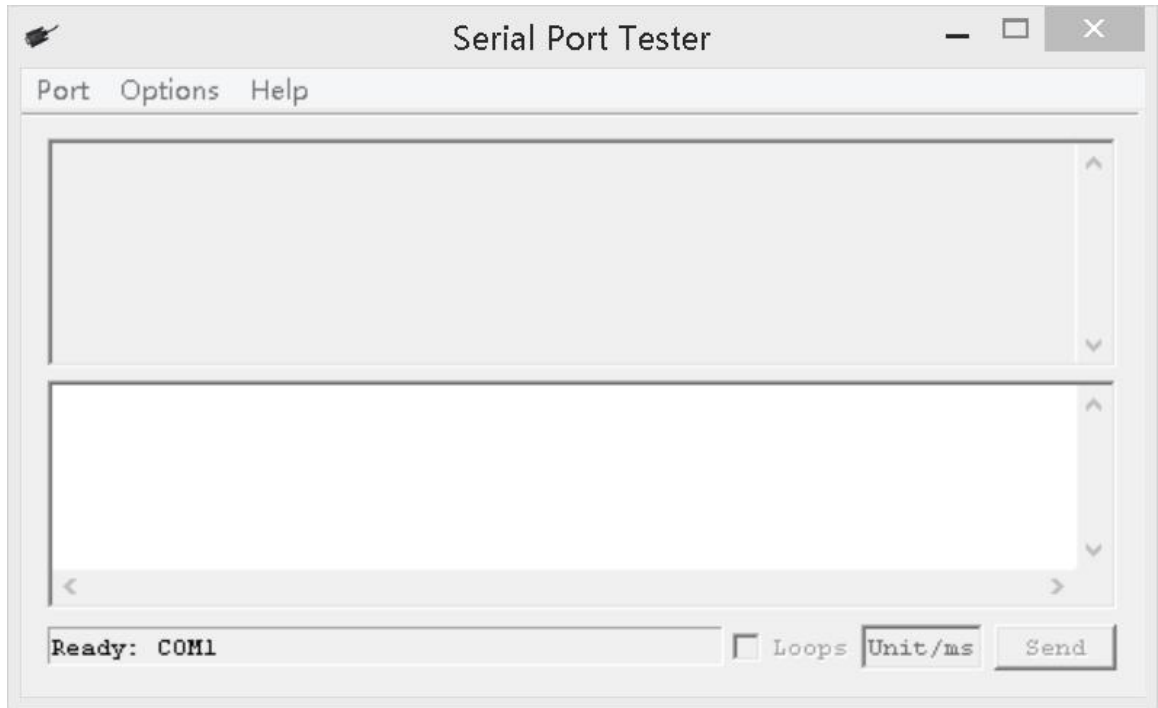 Serial Port Tester
Port Options Help
Ready: COM1 Loops Unit/ms Send